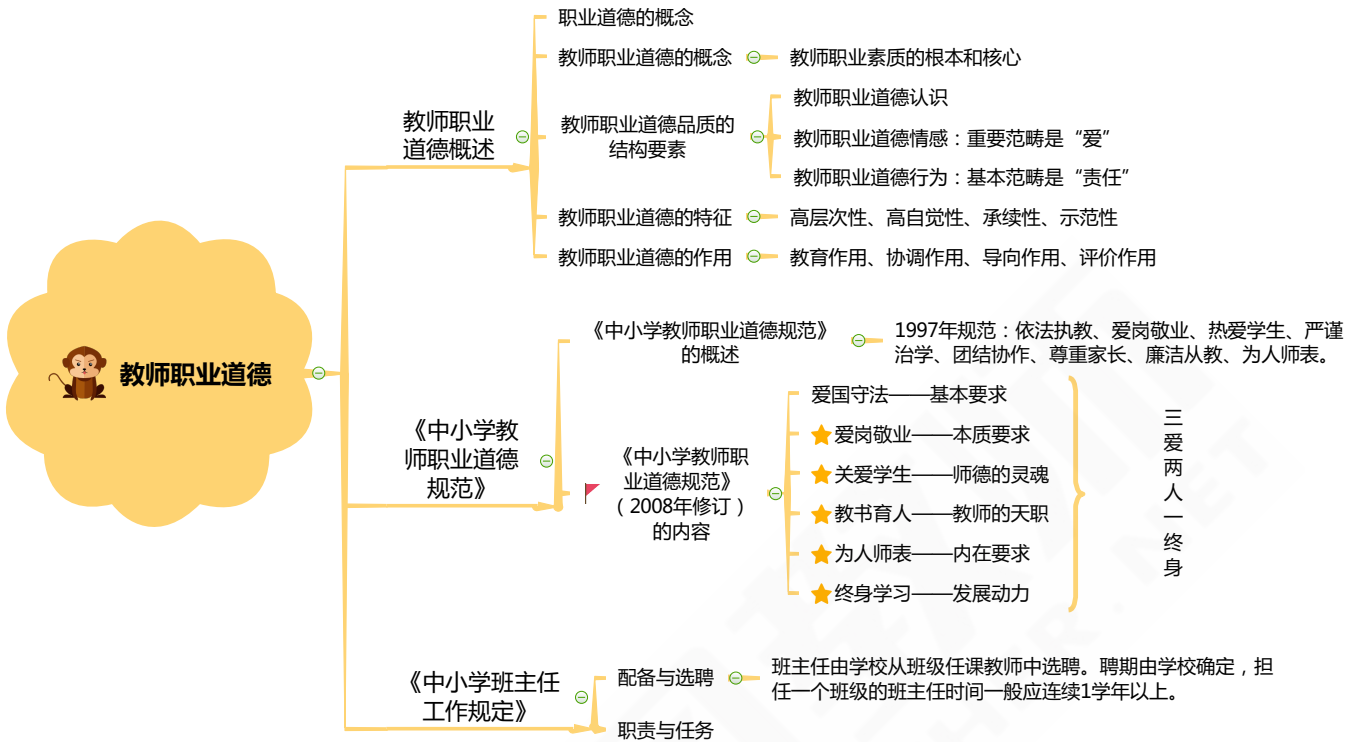 教师职业道德
教师职业
道德概述
职业道德的概念
教师职业道德的概念
教师职业素质的根本和核心
教师职业道德品质的
结构要素
教师职业道德认识
教师职业道德情感：重要范畴是“爱”
教师职业道德行为：基本范畴是“责任”
教师职业道德的特征
高层次性、高自觉性、承续性、示范性
教师职业道德的作用
教育作用、协调作用、导向作用、评价作用
《中小学教
师职业道德
规范》
《中小学教师职业道德规范》
的概述
1997年规范：依法执教、爱岗敬业、热爱学生、严谨
治学、团结协作、尊重家长、廉洁从教、为人师表。
《中小学教师职
业道德规范》
（2008年修订）
的内容
爱国守法——基本要求
爱岗敬业——本质要求
关爱学生——师德的灵魂
教书育人——教师的天职
为人师表——内在要求
终身学习——发展动力
三爱两人一终身
《中小学班主任
工作规定》
配备与选聘
班主任由学校从班级任课教师中选聘。聘期由学校确定，担
任一个班级的班主任时间一般应连续1学年以上。
职责与任务